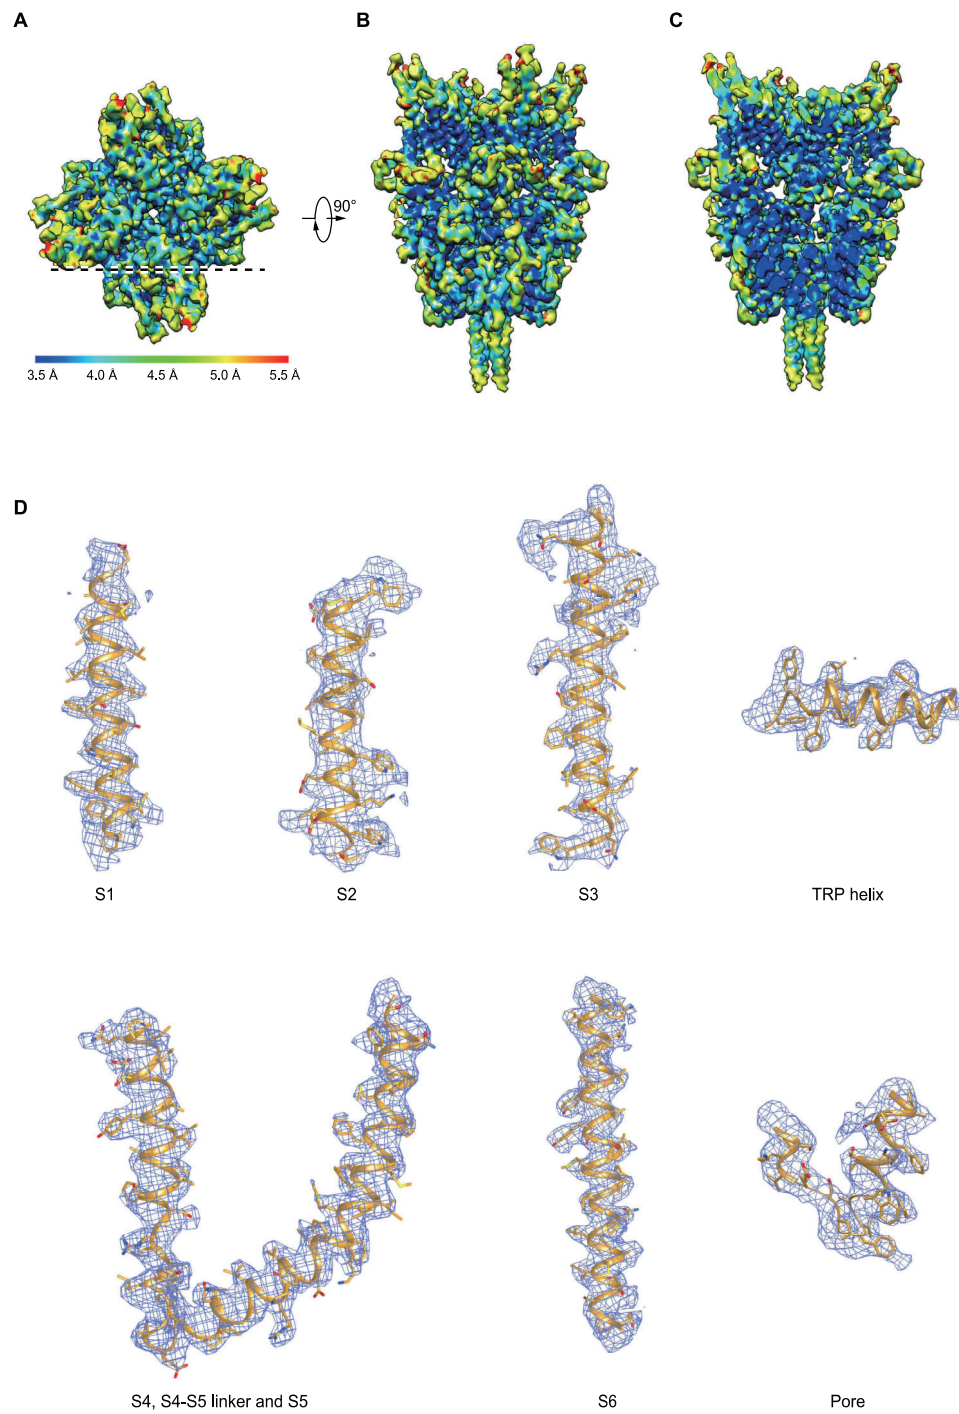 A
B
C
90°
3.5 Å 4.0 Å 4.5 Å 5.0 Å 5.5 Å
D
S1 S2 S3 TRP helix
S4, S4-S5 linker and S5 S6 Pore